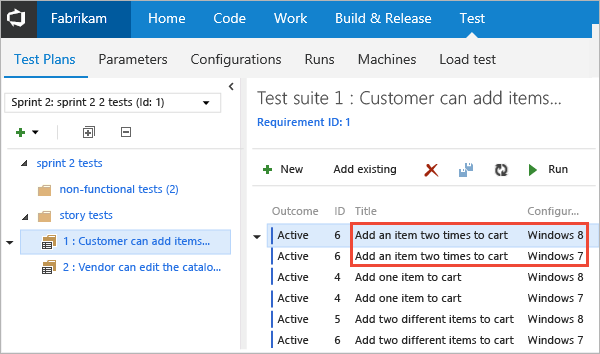 Fabrikam Home Code Work Build & Release Test
Test Plans Parameters Configurations Runs Machines Load test
Sprint 2: sprint 2 2 tests (Id: 1)
sprint 2 tests
non-functional tests (2)
story tests
1 : Customer can add items...
2 : Vendor can edit the catalo...
Test suite 1 : Customer can add items...
Requirement ID: 1
New Add existing Run
Outcome ID Title Configur...
Active 6 Add an item two times to cart Windows 8
Active 6 Add an item two times to cart Windows 7
Active 4 Add one item to cart Windows 8
Active 4 Add one item to cart Windows 7
Active 5 Add two different items to cart Windows 8
Active 6 Add two different items to cart Windows 7